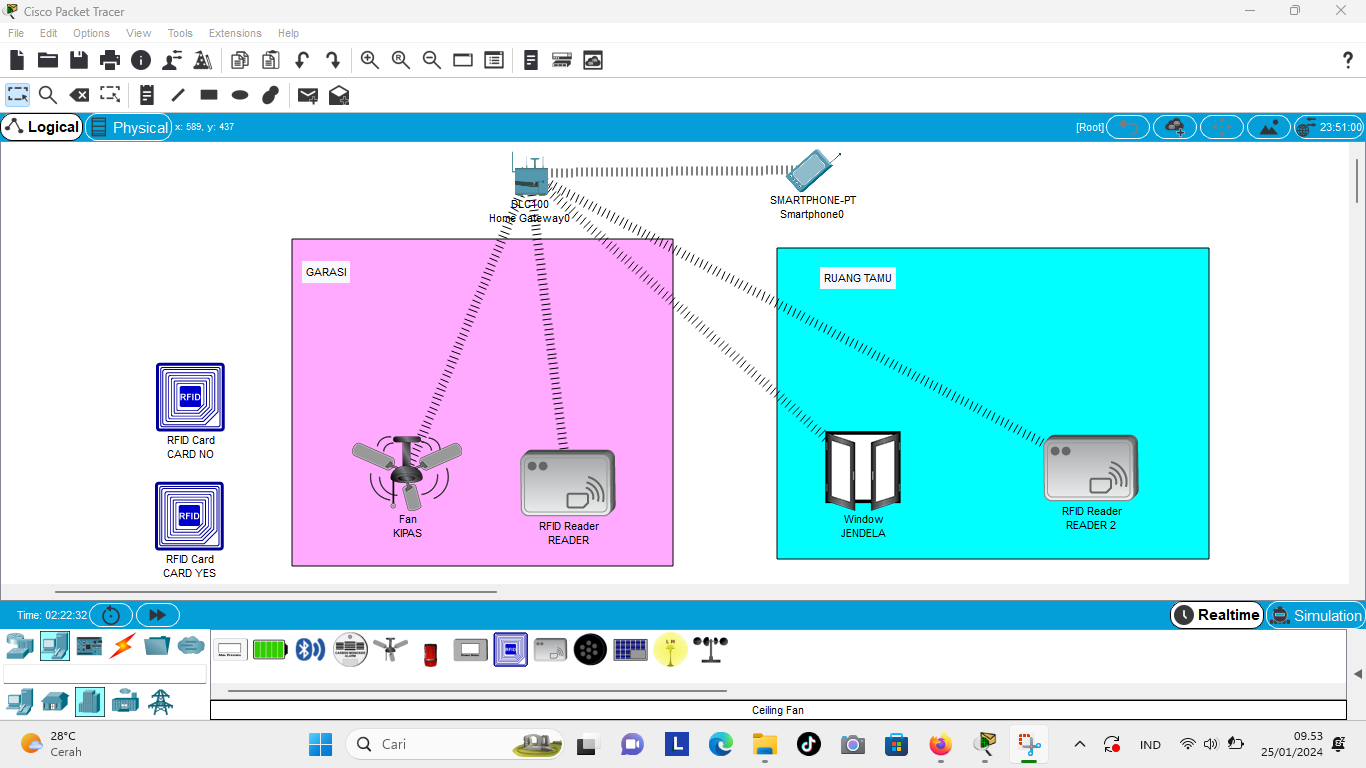 Cisco Packet Tracer
File Edit Options View Tools Extensions Help
Logical
Physical
x: 589, y: 437
[Root]
23:51:00
DLC100
Home Gateway0
SMARTPHONE-PT
Smartphone0
GARASI
RUANG TAMU
RFID
RFID Card
CARD NO
RFID
RFID Card
CARD YES
Fan
KIPAS
RFID Reader
READER
Window
JENDELA
RFID Reader
READER 2
Time: 02:22:32
Realtime
Simulation
Ceiling Fan
28°C
Cerah
Cari
IND
09.53
25/01/2024